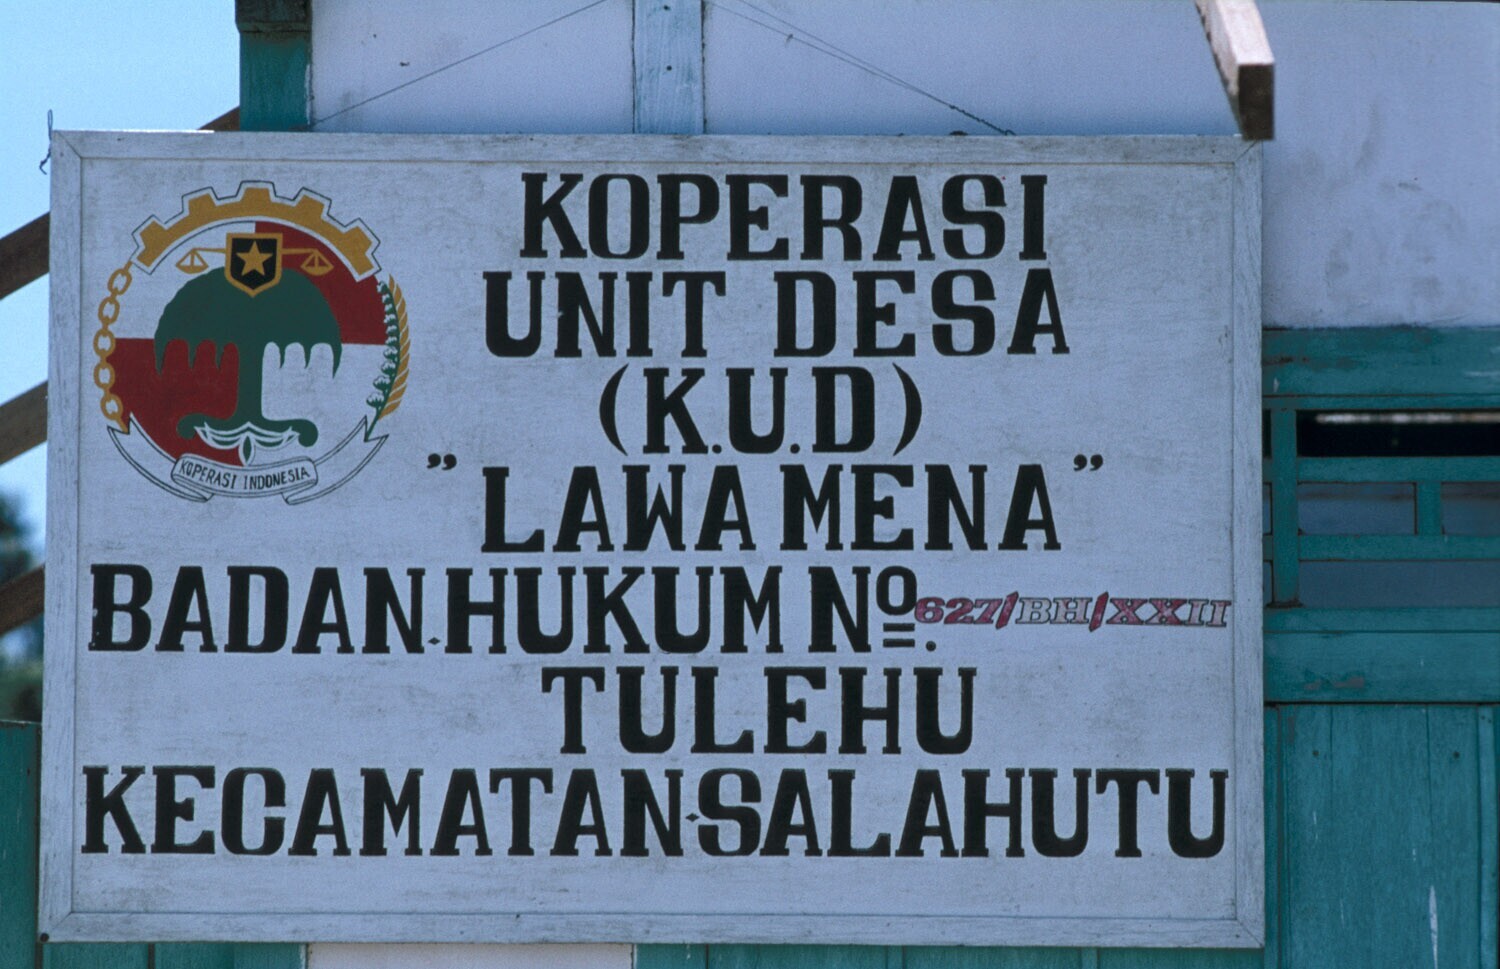 KOPERASI
UNIT DESA
(K.U.D)
"LAWA MENA"
BADAN·HUKUM Nº. 627/BH/XXII
TULEHU
KECAMATAN·SALAHUTU
KOPERASI INDONESIA